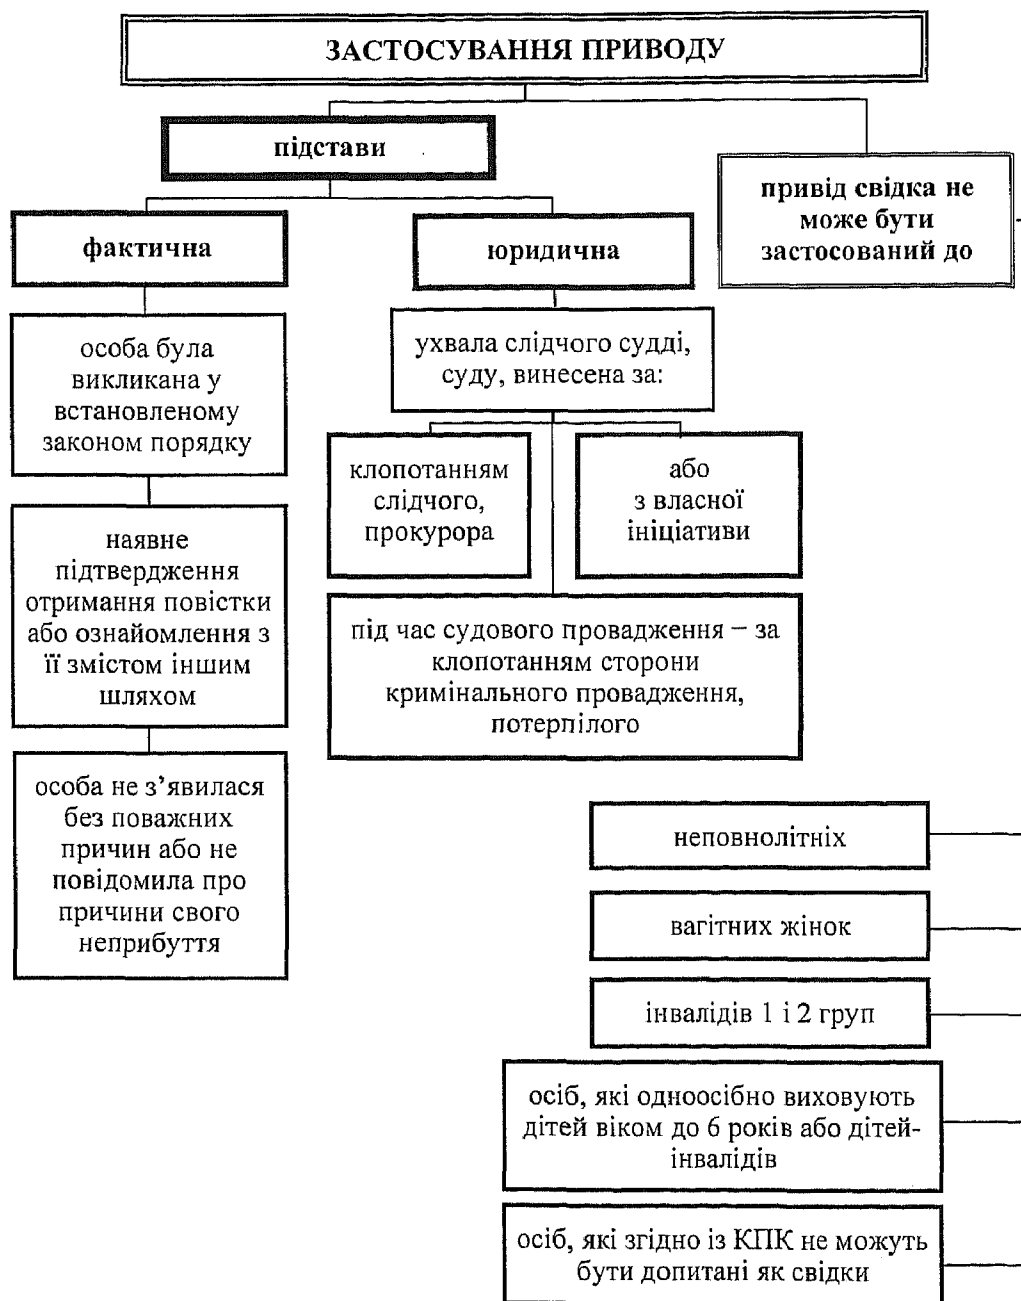 ЗАСТОСУВАННЯ ПРИВОДУ
підстави
привід свідка не
може бути
застосований до
фактична
юридична
особа була
викликана у
встановленому
законом порядку
наявне
підтвердження
отримання повістки
або ознайомлення з
її змістом іншим
шляхом
особа не з’явилася
без поважних
причин або не
повідомила про
причини свого
неприбуття
ухвала слідчого судді,
суду, винесена за:
клопотанням
слідчого,
прокурора
або
з власної
ініціативи
під час судового провадження – за
клопотанням сторони
кримінального провадження,
потерпілого
неповнолітніх
вагітних жінок
інвалідів 1 і 2 груп
осіб, які одноосібно виховують
дітей віком до 6 років або дітей-
інвалідів
осіб, які згідно із КПК не можуть
бути допитані як свідки